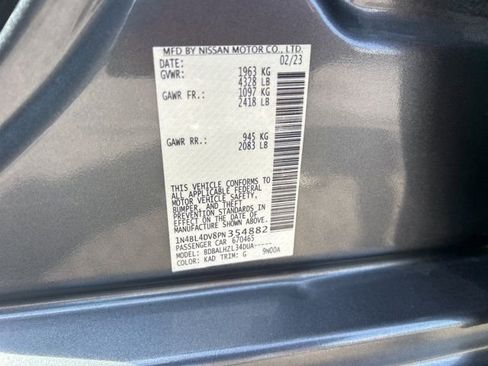 MFD BY NISSAN MOTOR CO., LTD.
DATE: 02/23
GVWR: 1963 KG
4328 LB
GAWR FR.: 1097 KG
2418 LB
GAWR RR.: 945 KG
2083 LB
THIS VEHICLE CONFORMS TO
ALL APPLICABLE FEDERAL
MOTOR VEHICLE SAFETY,
BUMPER, AND THEFT
PREVENTION STANDARDS IN
EFFECT ON THE DATE OF
MANUFACTURE SHOWN ABOVE.
1N4BL4DV8PN354882
PASSENGER CAR 670465
MODEL: BDBALHZL34DUA-----
COLOR: KAD TRIM: G 9N00A